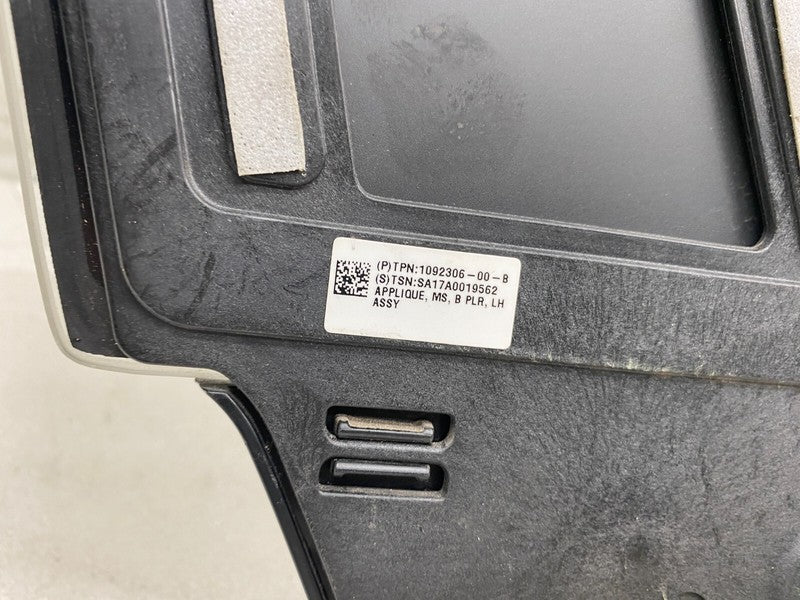 (P)TPN:1092306-00-B
(S)TSN:SA17A0019562
APPLIQUE, MS, B PLR, LH
ASSY